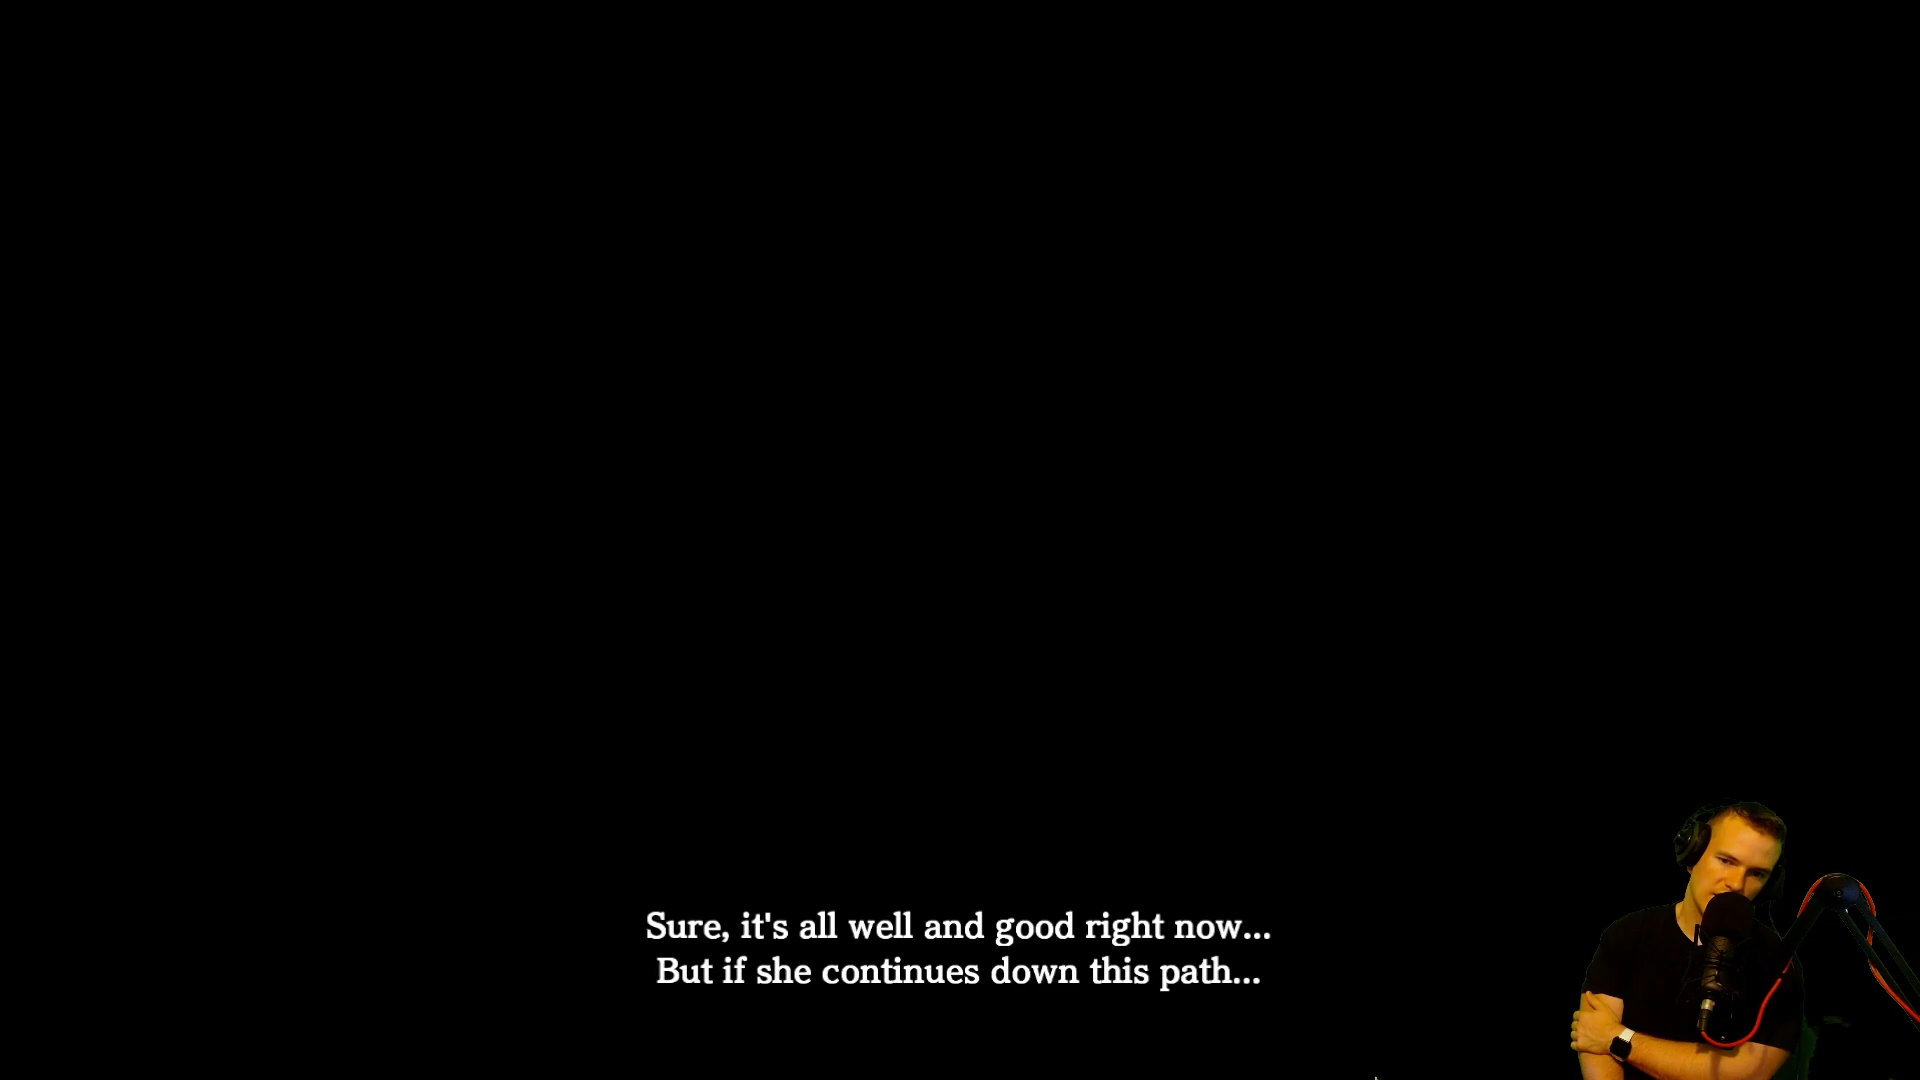 Sure, it's all well and good right now...
But if she continues down this path...